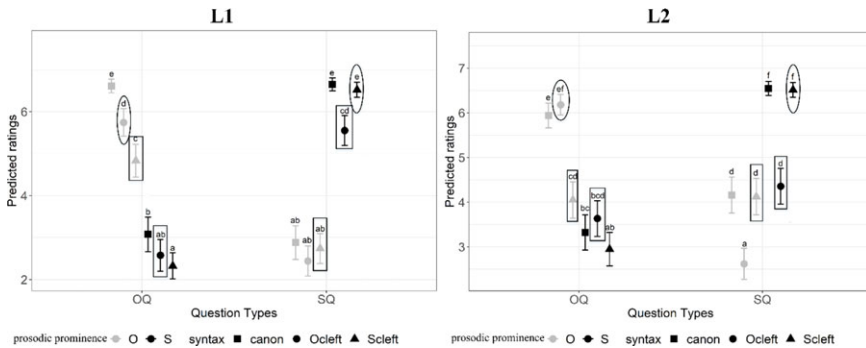 L1
Predicted ratings
6
4
2
e
d
c
b
ab
a
ab
ab
ab
e
cd
e
OQ
SQ
Question Types
prosodic prominence O S syntax canon Ocleft Scleft
L2
Predicted ratings
7
6
5
4
3
e
ef
cd
bc
bcd
ab
d
a
d
f
d
f
OQ
SQ
Question Types
prosodic prominence O S syntax canon Ocleft Scleft